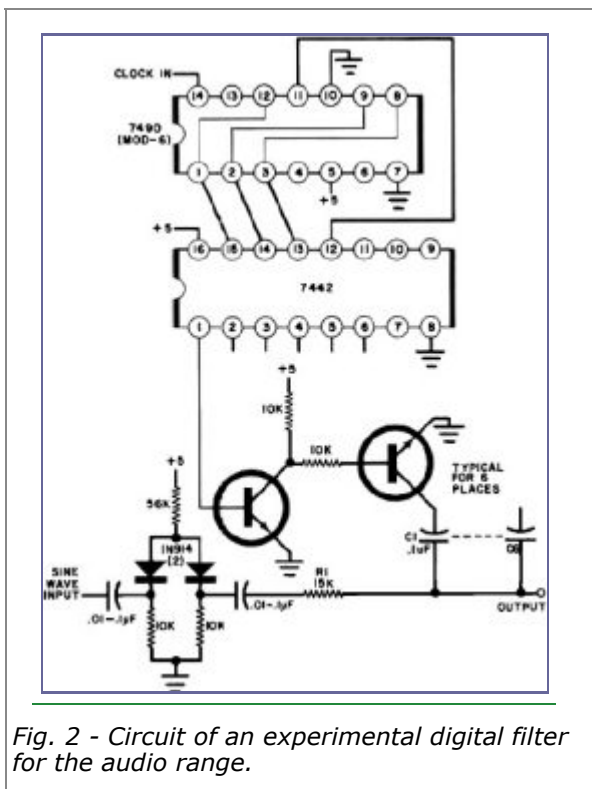 CLOCK IN
14 13 12 11 10 9 8
7490
(MOD-6)
1 2 3 4 5 6 7
+5
+5
16 15 14 13 12 11 10 9
7442
1 2 3 4 5 6 7 8
+5
10K
10K
TYPICAL
FOR 6
PLACES
+5
56K
1N914
(2)
C1
.1uF
C6
SINE
WAVE
INPUT
R1
15K
.01-.1µF
10K
10K
.01-.1µF
OUTPUT
Fig. 2 - Circuit of an experimental digital filter
for the audio range.